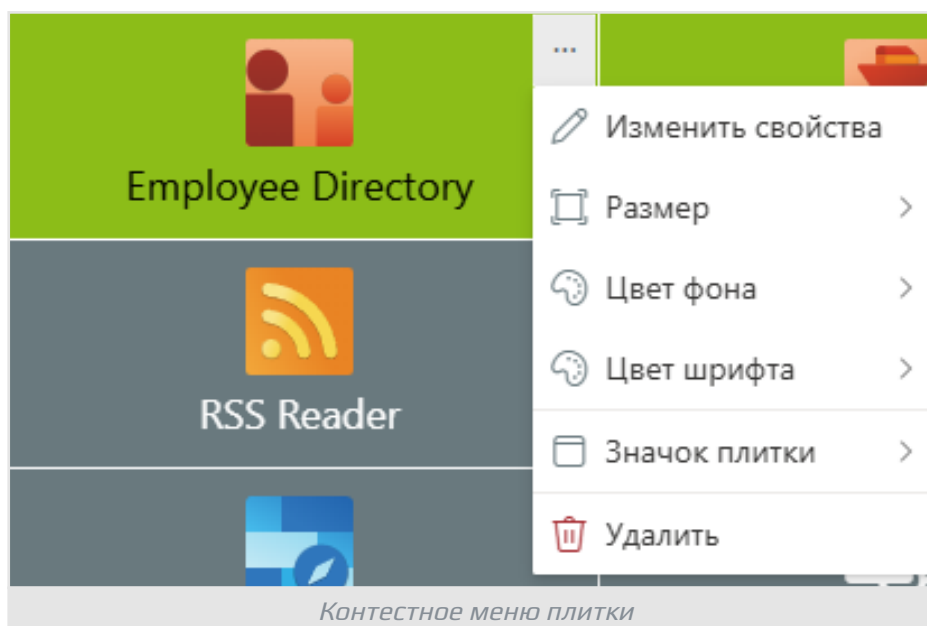 Employee Directory
...
Изменить свойства
Размер
Цвет фона
Цвет шрифта
Значок плитки
Удалить
RSS Reader
Контестное меню плитки